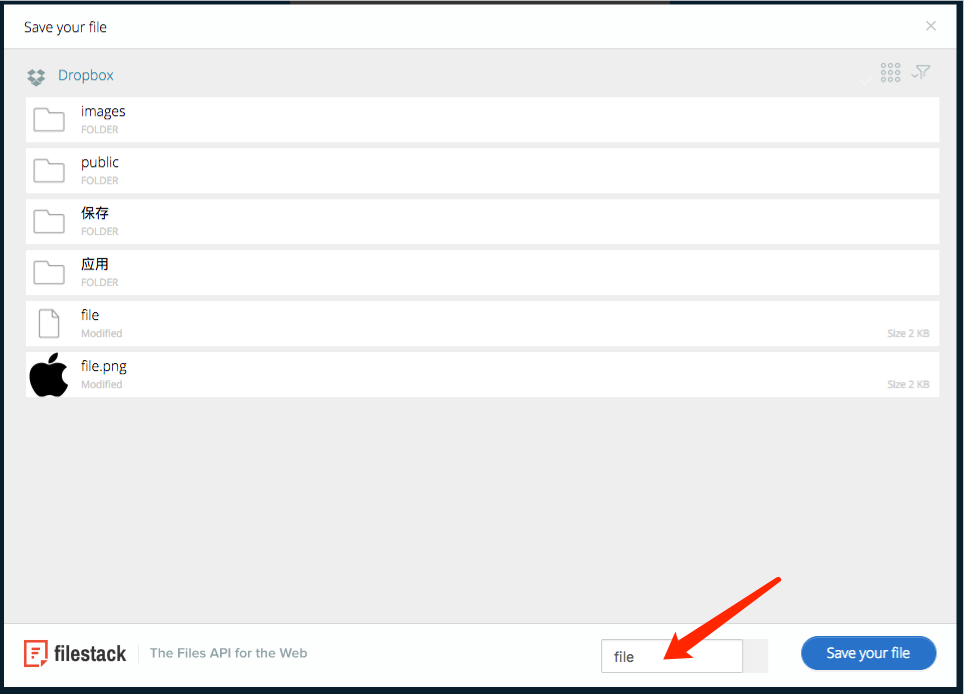 Save your file
Dropbox
images
FOLDER
public
FOLDER
保存
FOLDER
应用
FOLDER
file
Modified
Size 2 KB
file.png
Modified
Size 2 KB
filestack
The Files API for the Web
file
Save your file